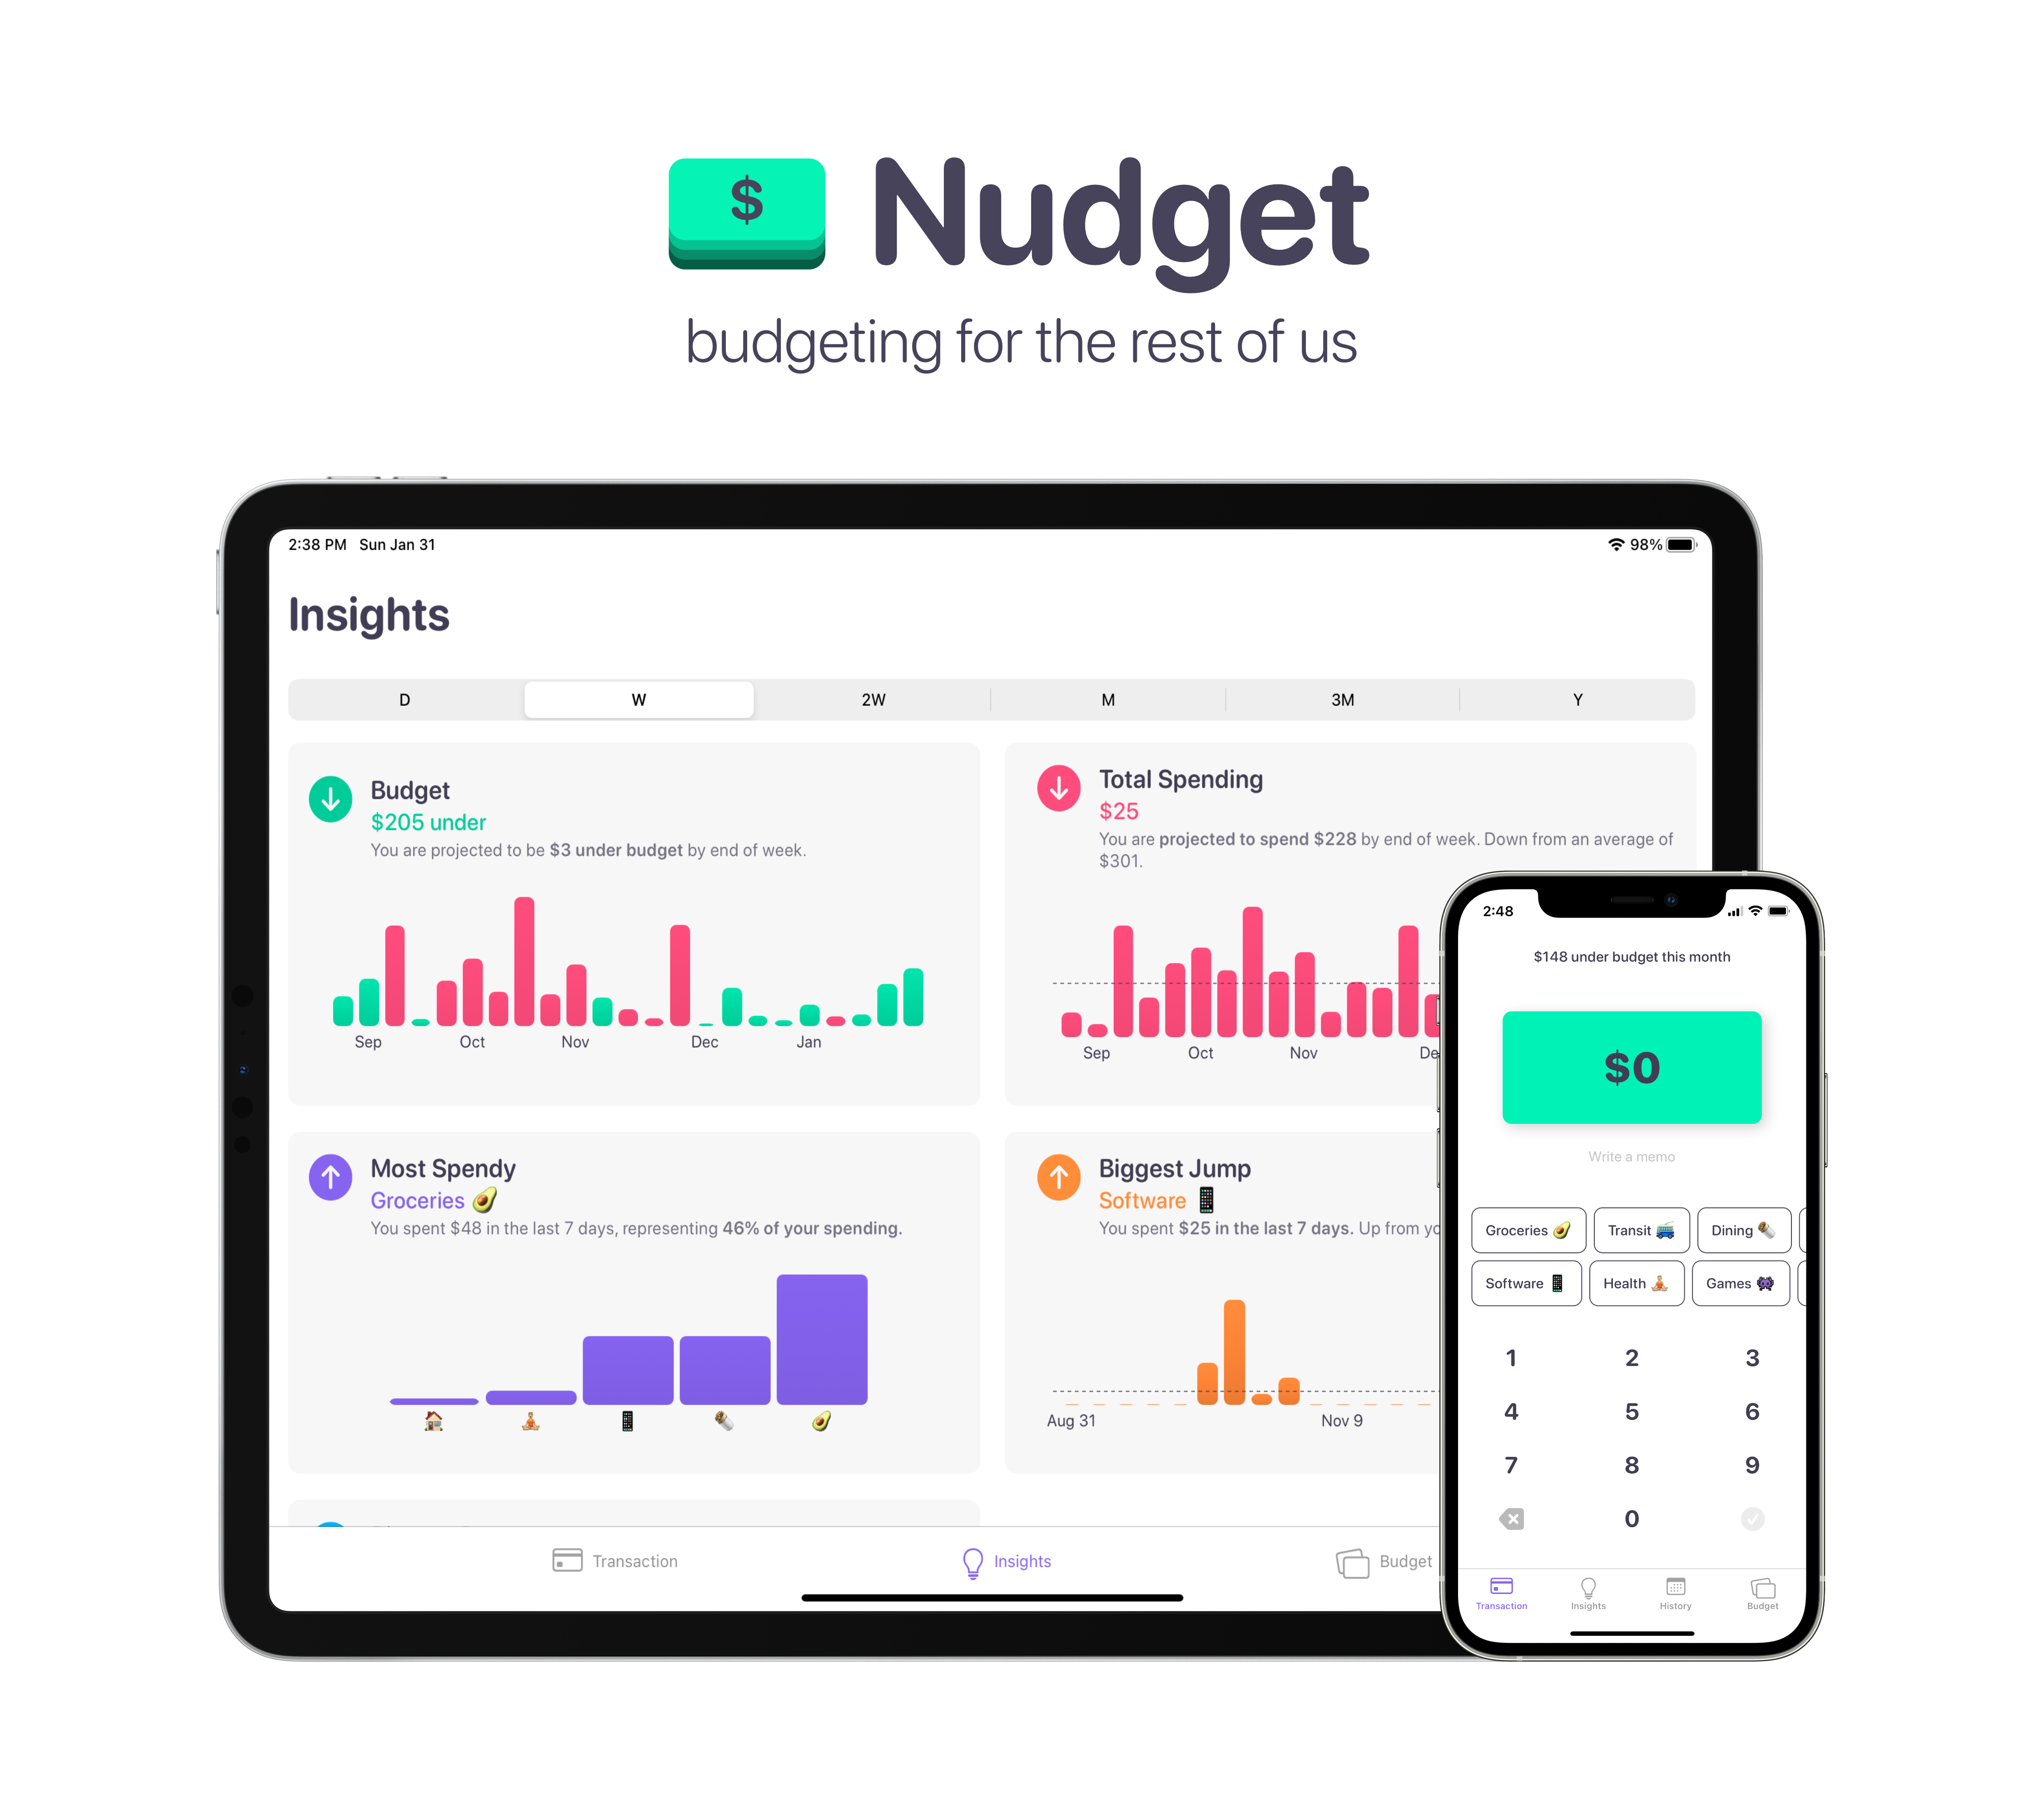 $ Nudget
budgeting for the rest of us
2:38 PM Sun Jan 31
98%
Insights
D W 2W M 3M Y
Budget
$205 under
You are projected to be $3 under budget by end of week.
Sep Oct Nov Dec Jan
Total Spending
$25
You are projected to spend $228 by end of week. Down from an average of
$301.
Sep Oct Nov De
Most Spendy
Groceries 🥑
You spent $48 in the last 7 days, representing 46% of your spending.
Biggest Jump
Software 📱
You spent $25 in the last 7 days. Up from yo
Aug 31 Nov 9
Transaction Insights Budget
2:48
$148 under budget this month
$0
Write a memo
Groceries 🥑 Transit 🚎 Dining 🌯
Software 📱 Health 🧘 Games 👾
1 2 3
4 5 6
7 8 9
0
Transaction Insights History Budget